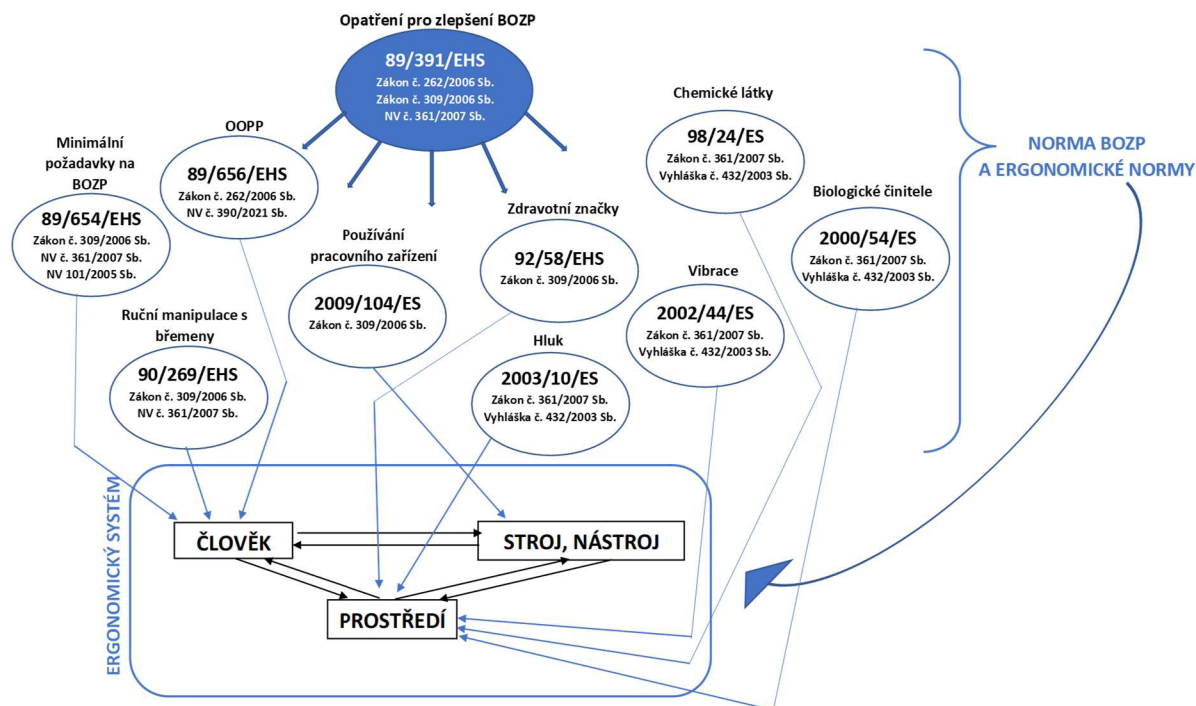 Opatření pro zlepšení BOZP
89/391/EHS
Zákon č. 262/2006 Sb.
Zákon č. 309/2006 Sb.
NV č. 361/2007 Sb.
Minimální
požadavky na
BOZP
89/654/EHS
Zákon č. 309/2006 Sb.
NV č. 361/2007 Sb.
NV 101/2005 Sb.
OOPP
89/656/EHS
Zákon č. 262/2006 Sb.
NV č. 390/2021 Sb.
Ruční manipulace s
břemeny
90/269/EHS
Zákon č. 309/2006 Sb.
NV č. 361/2007 Sb.
Používání
pracovního zařízení
2009/104/ES
Zákon č. 309/2006 Sb.
Zdravotní značky
92/58/EHS
Zákon č. 309/2006 Sb.
Hluk
2003/10/ES
Zákon č. 361/2007 Sb.
Vyhláška č. 432/2003 Sb.
Chemické látky
98/24/ES
Zákon č. 361/2007 Sb.
Vyhláška č. 432/2003 Sb.
Vibrace
2002/44/ES
Zákon č. 361/2007 Sb.
Vyhláška č. 432/2003 Sb.
Biologické činitele
2000/54/ES
Zákon č. 361/2007 Sb.
Vyhláška č. 432/2003 Sb.
NORMA BOZP
A ERGONOMICKÉ NORMY
ERGONOMICKÝ SYSTÉM
ČLOVĚK
STROJ, NÁSTROJ
PROSTŘEDÍ